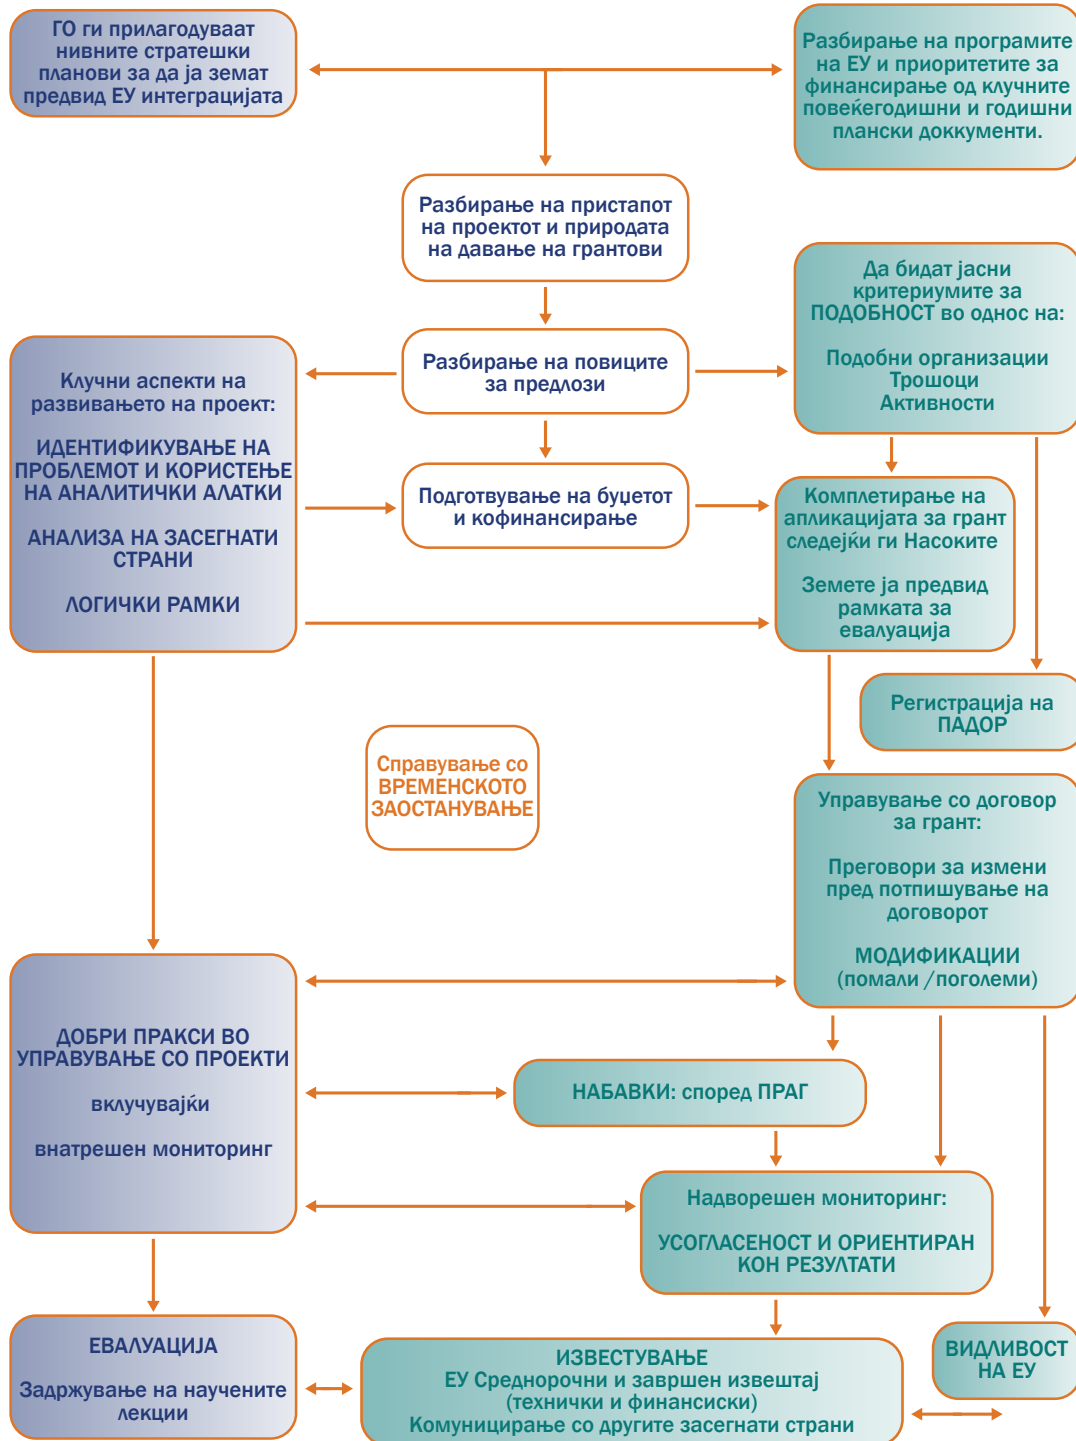 ГО ги прилагодуваат
нивните стратешки
планови за да ја земат
предвид ЕУ интеграцијата
Разбирање на програмите
на ЕУ и приоритетите за
финансирање од клучните
повеќегодишни и годишни
плански доккументи.
Разбирање на пристапот
на проектот и природата
на давање на грантови
Да бидат јасни
критериумите за
ПОДОБНОСТ во однос на:
Подобни организации
Трошоци
Активности
Разбирање на повиците
за предлози
Клучни аспекти на
развивањето на проект:
ИДЕНТИФИКУВАЊЕ НА
ПРОБЛЕМОТ И КОРИСТЕЊЕ
НА АНАЛИТИЧКИ АЛАТКИ
АНАЛИЗА НА ЗАСЕГНАТИ
СТРАНИ
ЛОГИЧКИ РАМКИ
Подготвување на буџетот
и кофинансирање
Комплетирање на
апликацијата за грант
следејќи ги Насоките
Земете ја предвид
рамката за
евалуација
Регистрација на
ПАДОР
Справување со
ВРЕМЕНСКОТО
ЗАОСТАНУВАЊЕ
Управување со договор
за грант:
Преговори за измени
пред потпишување на
договорот
МОДИФИКАЦИИ
(помали /поголеми)
ДОБРИ ПРАКСИ ВО
УПРАВУВАЊЕ СО ПРОЕКТИ
вклучувајќи
внатрешен мониторинг
НАБАВКИ: според ПРАГ
Надворешен мониторинг:
УСОГЛАСЕНОСТ И ОРИЕНТИРАН
КОН РЕЗУЛТАТИ
ЕВАЛУАЦИЈА
Задржување на научените
лекции
ИЗВЕСТУВАЊЕ
ЕУ Среднорочни и завршен извештај
(технички и финансиски)
Комуницирање со другите засегнати страни
ВИДЛИВОСТ
НА ЕУ